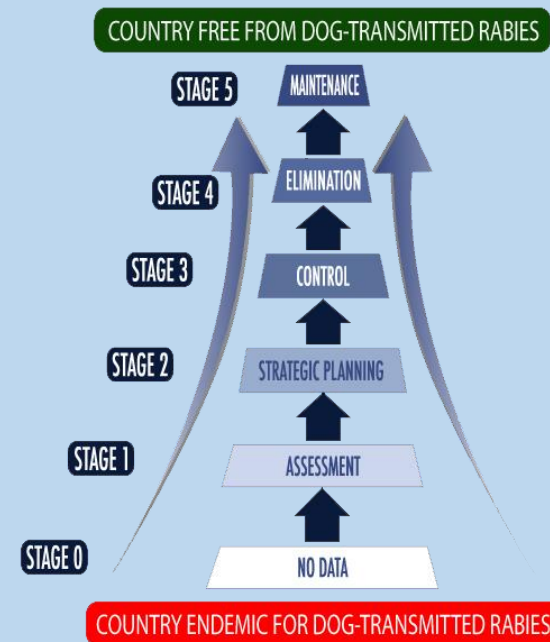 COUNTRY FREE FROM DOG-TRANSMITTED RABIES
STAGE 5
MAINTENANCE
STAGE 4
ELIMINATION
STAGE 3
CONTROL
STAGE 2
STRATEGIC PLANNING
STAGE 1
ASSESSMENT
STAGE 0
NO DATA
COUNTRY ENDEMIC FOR DOG-TRANSMITTED RABIES